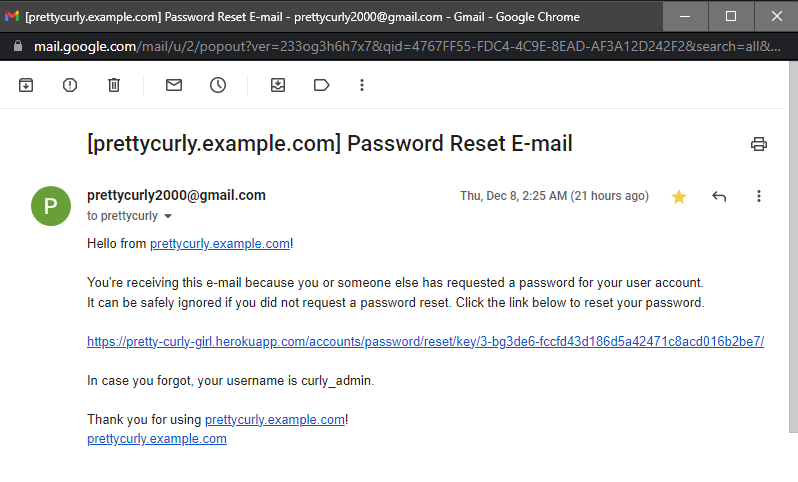 [prettycurly.example.com] Password Reset E-mail - prettycurly2000@gmail.com - Gmail - Google Chrome
mail.google.com/mail/u/2/popout?ver=233og3h6h7x7&qid=4767FF55-FDC4-4C9E-8EAD-AF3A12D242F2&search=all&...
[prettycurly.example.com] Password Reset E-mail
P
prettycurly2000@gmail.com Thu, Dec 8, 2:25 AM (21 hours ago)
to prettycurly
Hello from prettycurly.example.com!
You're receiving this e-mail because you or someone else has requested a password for your user account.
It can be safely ignored if you did not request a password reset. Click the link below to reset your password.
https://pretty-curly-girl.herokuapp.com/accounts/password/reset/key/3-bg3de6-fccfd43d186d5a42471c8acd016b2be7/
In case you forgot, your username is curly_admin.
Thank you for using prettycurly.example.com!
prettycurly.example.com